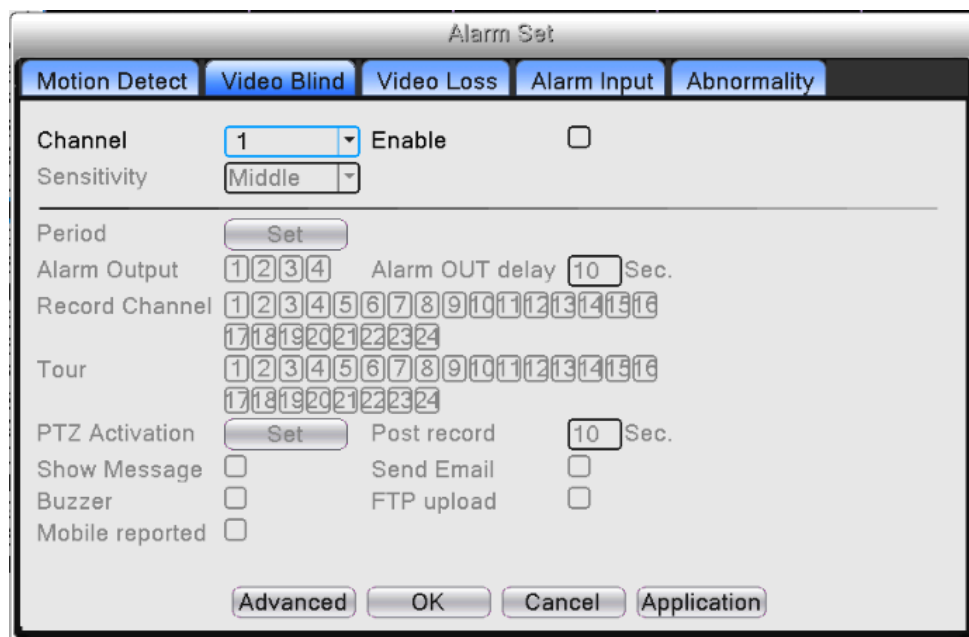 Alarm Set
Motion Detect Video Blind Video Loss Alarm Input Abnormality
Channel 1 Enable
Sensitivity Middle
Period Set
Alarm Output 1 2 3 4 Alarm OUT delay 10 Sec.
Record Channel 1 2 3 4 5 6 7 8 9 10 11 12 13 14 15 16
17 18 19 20 21 22 23 24
Tour 1 2 3 4 5 6 7 8 9 10 11 12 13 14 15 16
17 18 19 20 21 22 23 24
PTZ Activation Set Post record 10 Sec.
Show Message Send Email
Buzzer FTP upload
Mobile reported
Advanced OK Cancel Application